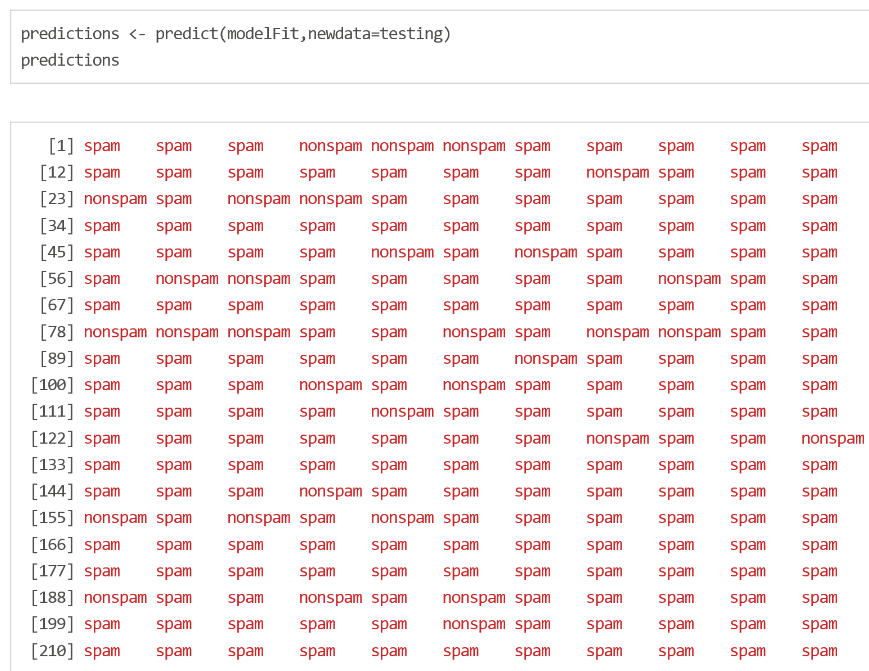 predictions <- predict(modelFit,newdata=testing)
predictions
[1] spam spam spam nonspam nonspam nonspam spam spam spam spam spam
[12] spam spam spam spam spam spam spam nonspam spam spam spam
[23] nonspam spam nonspam nonspam spam spam spam spam spam spam spam
[34] spam spam spam spam spam spam spam spam spam spam spam
[45] spam spam spam spam nonspam spam nonspam spam spam spam spam
[56] spam nonspam nonspam spam spam spam spam spam nonspam spam spam
[67] spam spam spam spam spam spam spam spam spam spam spam
[78] nonspam nonspam nonspam spam spam nonspam spam nonspam nonspam spam spam
[89] spam spam spam spam spam spam nonspam spam spam spam spam
[100] spam spam spam nonspam spam nonspam spam spam spam spam spam
[111] spam spam spam spam nonspam spam spam spam spam spam spam
[122] spam spam spam spam spam spam spam nonspam spam spam nonspam
[133] spam spam spam spam spam spam spam spam spam spam spam
[144] spam spam spam nonspam spam spam spam spam spam spam spam
[155] nonspam spam nonspam spam nonspam spam spam spam spam spam spam
[166] spam spam spam spam spam spam spam spam spam spam spam
[177] spam spam spam spam spam spam spam spam spam spam spam
[188] nonspam spam spam nonspam spam nonspam spam spam spam spam spam
[199] spam spam spam spam spam nonspam spam spam spam spam spam
[210] spam spam spam spam spam spam spam spam spam spam spam